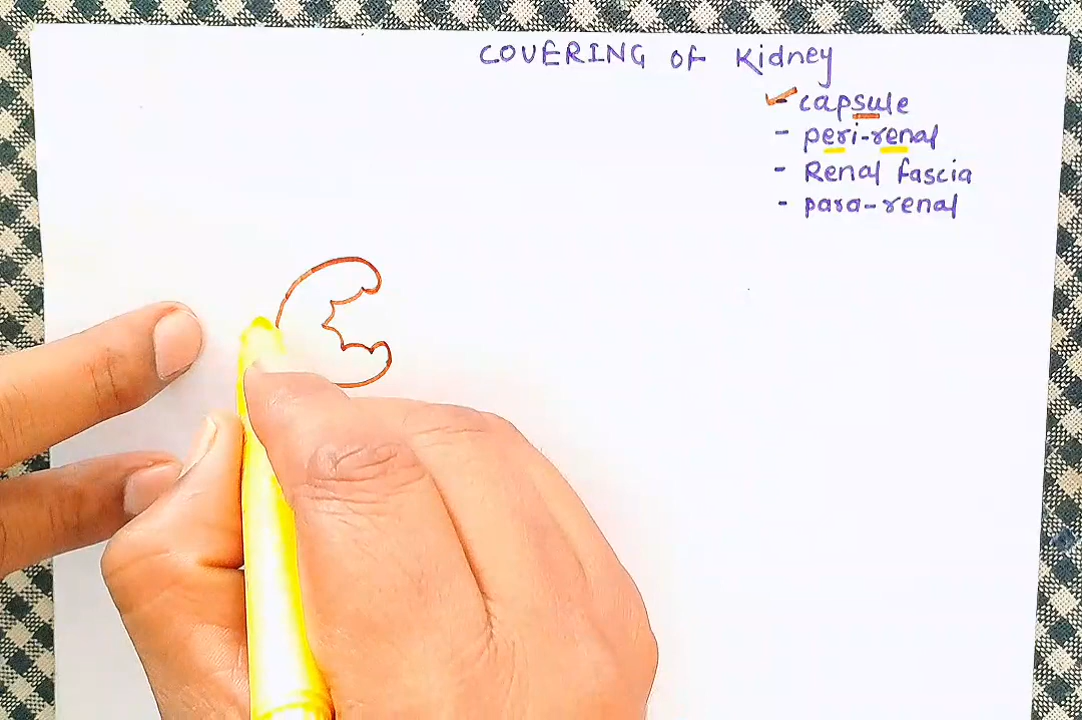 COVERING OF Kidney
- capsule
- peri-renal
- Renal fascia
- para-renal